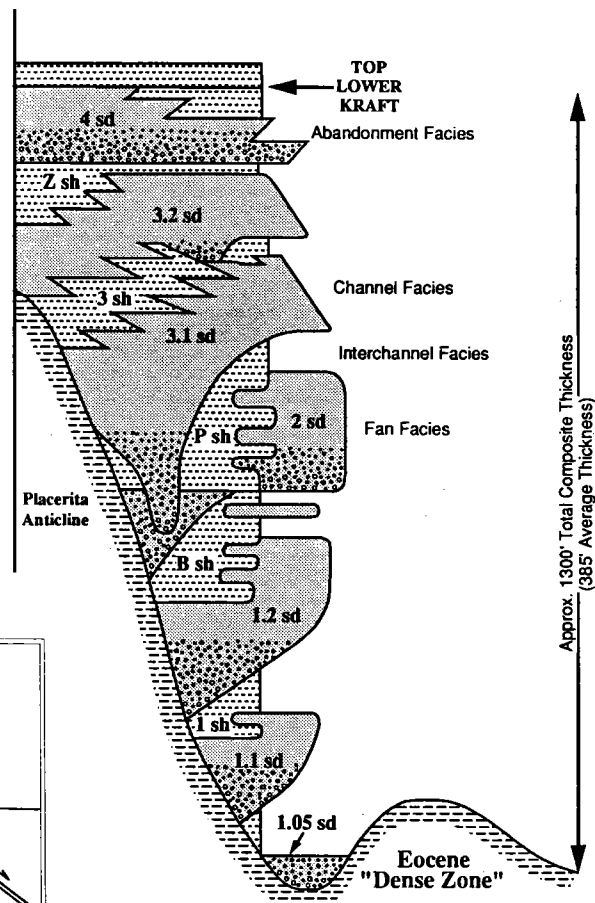 TOP
LOWER
KRAFT
4 sd
Abandonment Facies
Z sh
3.2 sd
Channel Facies
3 sh
3.1 sd
Interchannel Facies
2 sd
P sh
Fan Facies
Placerita
Anticline
B sh
1.2 sd
1 sh
1.1 sd
1.05 sd
Eocene
"Dense Zone"
Approx. 1300' Total Composite Thickness
(385' Average Thickness)